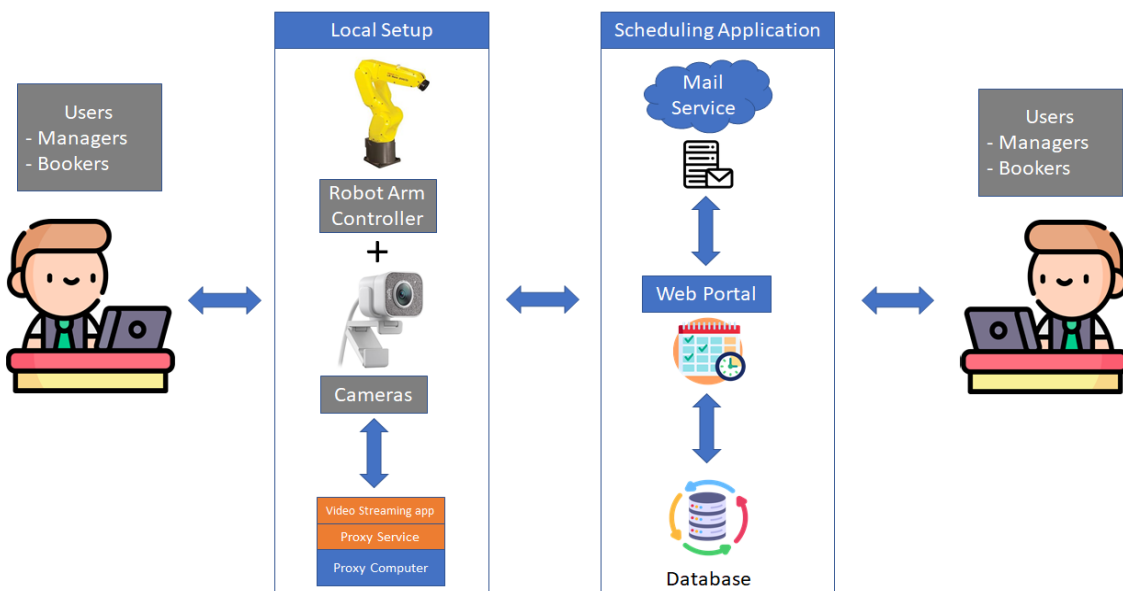 Local Setup
Scheduling Application
Users
- Managers
- Bookers
Robot Arm
Controller
+
Cameras
Video Streaming app
Proxy Service
Proxy Computer
Mail
Service
Web Portal
Database
Users
- Managers
- Bookers